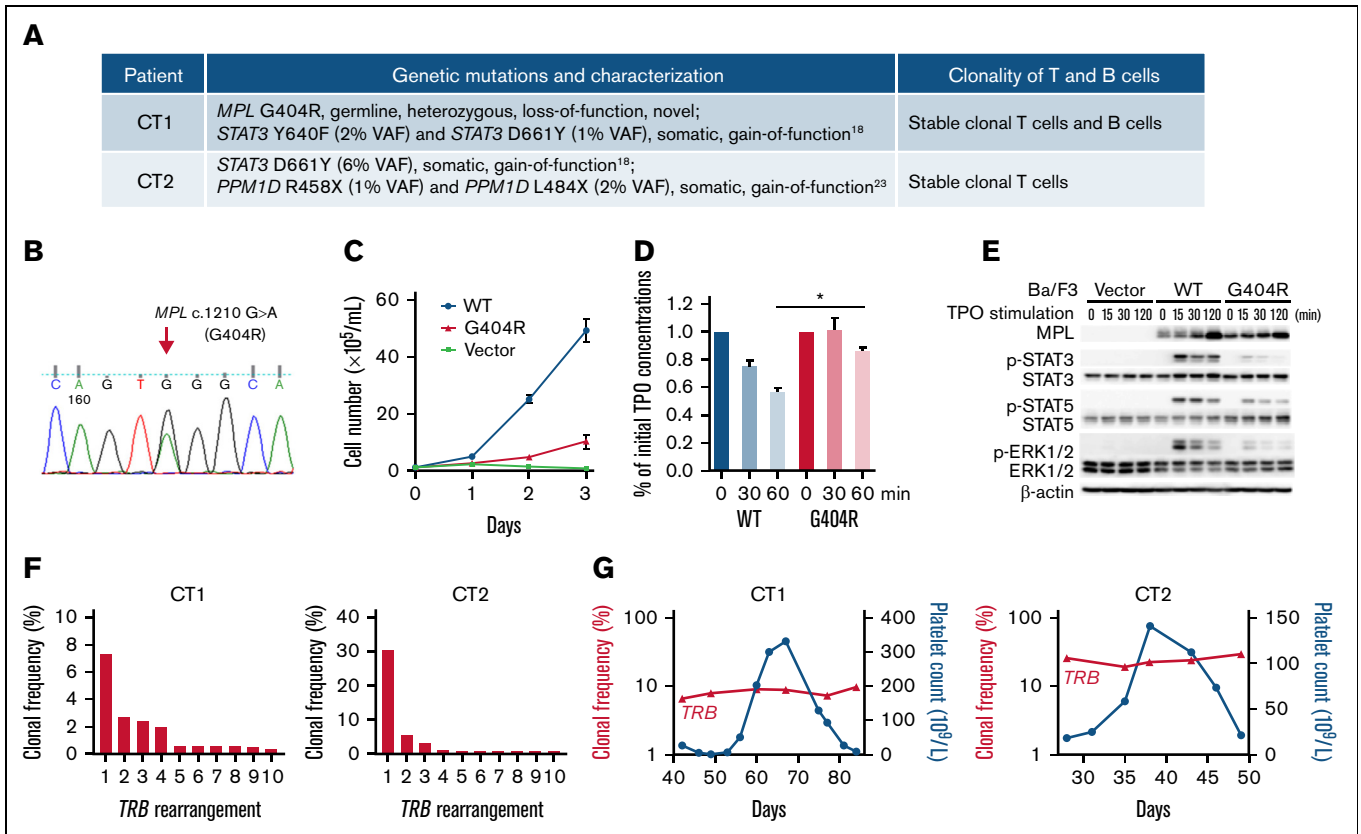 A
Patient
Genetic mutations and characterization
Clonality of T and B cells
CT1
MPL G404R, germline, heterozygous, loss-of-function, novel;
STAT3 Y640F (2% VAF) and STAT3 D661Y (1% VAF), somatic, gain-of-function18
Stable clonal T cells and B cells
CT2
STAT3 D661Y (6% VAF), somatic, gain-of-function18;
PPM1D R458X (1% VAF) and PPM1D L484X (2% VAF), somatic, gain-of-function23
Stable clonal T cells
B
MPL c.1210 G>A
(G404R)
C A G T G G G C A
160
C
Cell number (×10⁵/mL)
60
40
20
0
WT
G404R
Vector
0 1 2 3
Days
D
% of initial TPO concentrations
1.2
1.0
0.8
0.6
0.4
0.2
0.0
*
0 30 60 0 30 60 min
WT G404R
E
Ba/F3 Vector WT G404R
TPO stimulation 0 15 30 120 0 15 30 120 0 15 30 120 (min)
MPL
p-STAT3
STAT3
p-STAT5
STAT5
p-ERK1/2
ERK1/2
β-actin
F
CT1
Clonal frequency (%)
10
8
6
4
2
0
1 2 3 4 5 6 7 8 9 10
TRB rearrangement
CT2
Clonal frequency (%)
40
30
20
10
0
1 2 3 4 5 6 7 8 9 10
TRB rearrangement
G
CT1
Clonal frequency (%)
100
10
1
TRB
Platelet count (10⁹/L)
400
300
200
100
0
40 50 60 70 80
Days
CT2
Clonal frequency (%)
100
10
1
TRB
Platelet count (10⁹/L)
150
100
50
0
30 35 40 45 50
Days